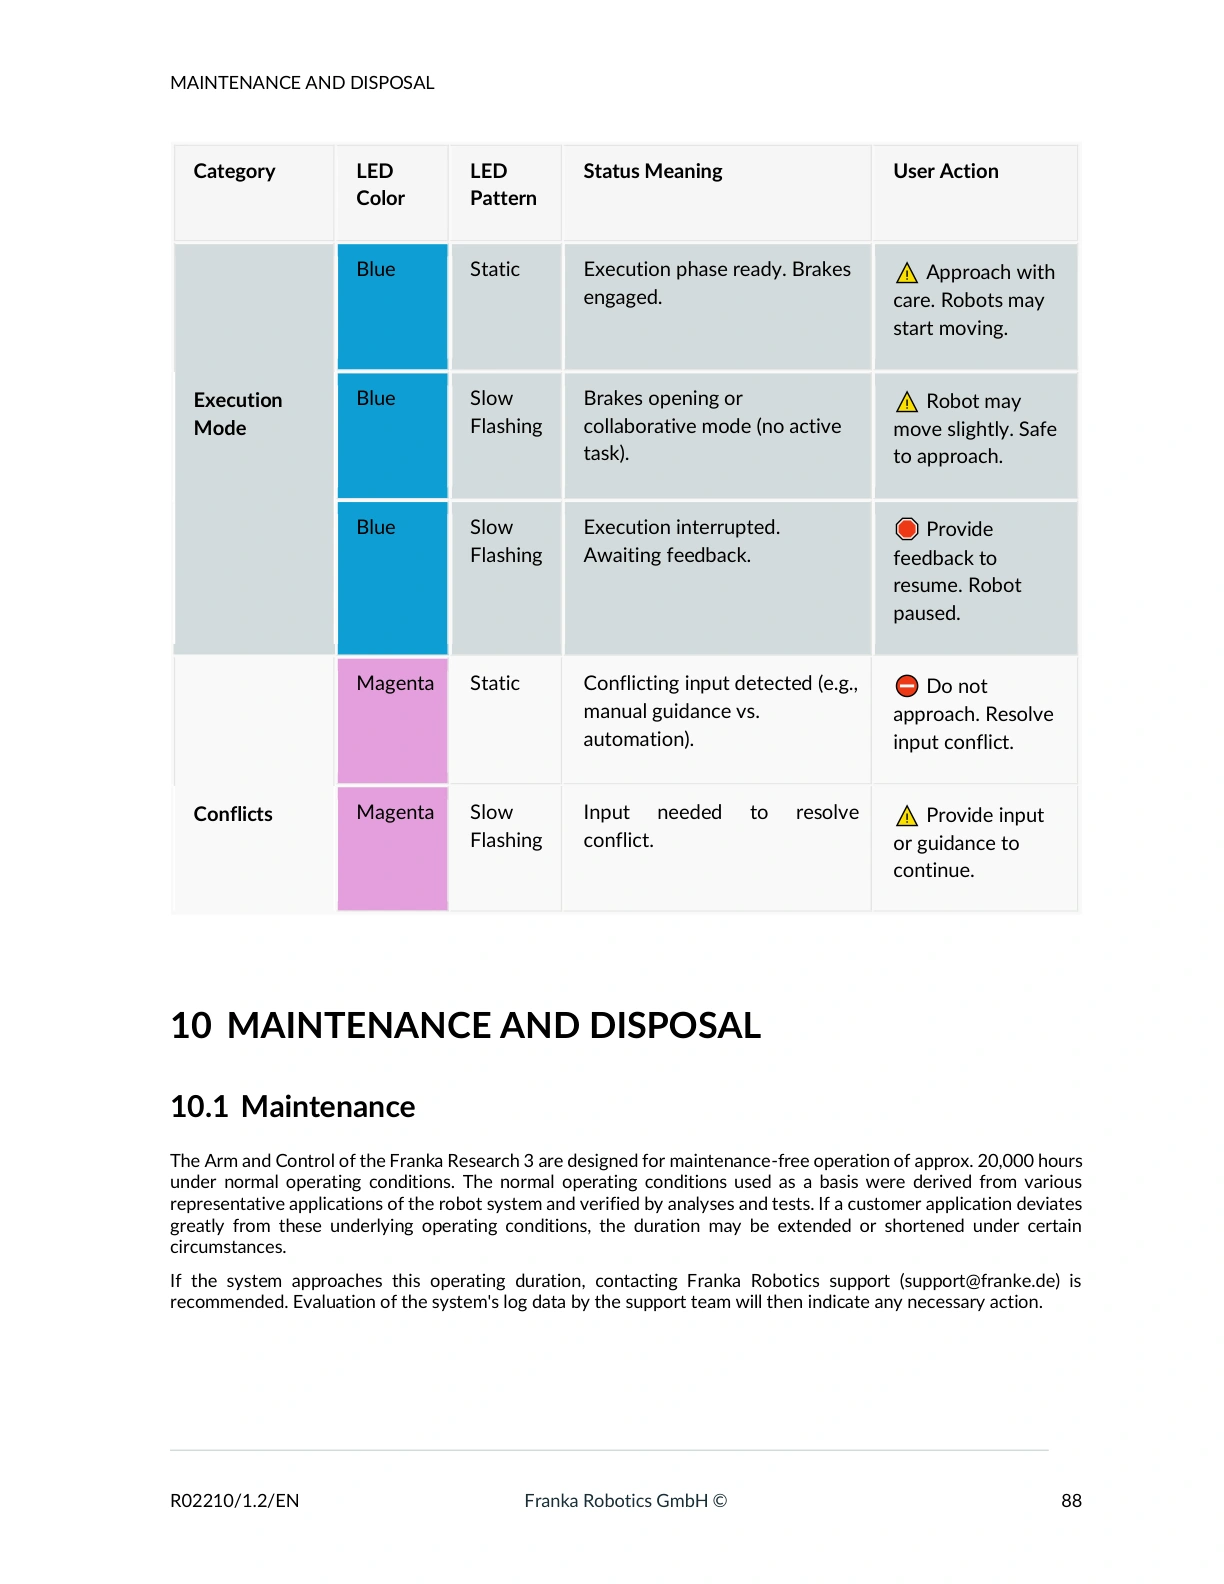 MAINTENANCE AND DISPOSAL
Category
LED
Color
LED
Pattern
Status Meaning
User Action
Execution
Mode
Blue
Static
Execution phase ready. Brakes
engaged.
Approach with
care. Robots may
start moving.
Blue
Slow
Flashing
Brakes opening or
collaborative mode (no active
task).
Robot may
move slightly. Safe
to approach.
Blue
Slow
Flashing
Execution interrupted.
Awaiting feedback.
Provide
feedback to
resume. Robot
paused.
Conflicts
Magenta
Static
Conflicting input detected (e.g.,
manual guidance vs.
automation).
Do not
approach. Resolve
input conflict.
Magenta
Slow
Flashing
Input needed to resolve
conflict.
Provide input
or guidance to
continue.
10 MAINTENANCE AND DISPOSAL
10.1 Maintenance
The Arm and Control of the Franka Research 3 are designed for maintenance-free operation of approx. 20,000 hours
under normal operating conditions. The normal operating conditions used as a basis were derived from various
representative applications of the robot system and verified by analyses and tests. If a customer application deviates
greatly from these underlying operating conditions, the duration may be extended or shortened under certain
circumstances.
If the system approaches this operating duration, contacting Franka Robotics support (support@franke.de) is
recommended. Evaluation of the system's log data by the support team will then indicate any necessary action.
R02210/1.2/EN
Franka Robotics GmbH ©
88